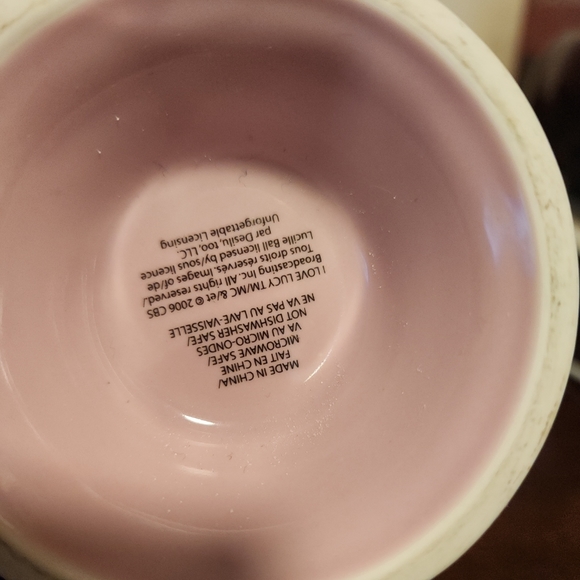 MADE IN CHINA/
FAIT EN CHINE
MICROWAVE SAFE/
VA AU MICRO-ONDES
NOT DISHWASHER SAFE/
NE VA PAS AU LAVE-VAISSELLE
I LOVE LUCY TM/MC &/et © 2006 CBS
Broadcasting Inc. All rights reserved./
Tous droits réservés. Images of/de
Lucille Ball licensed by/sous licence
par Desilu, too, LLC.
Unforgettable Licensing